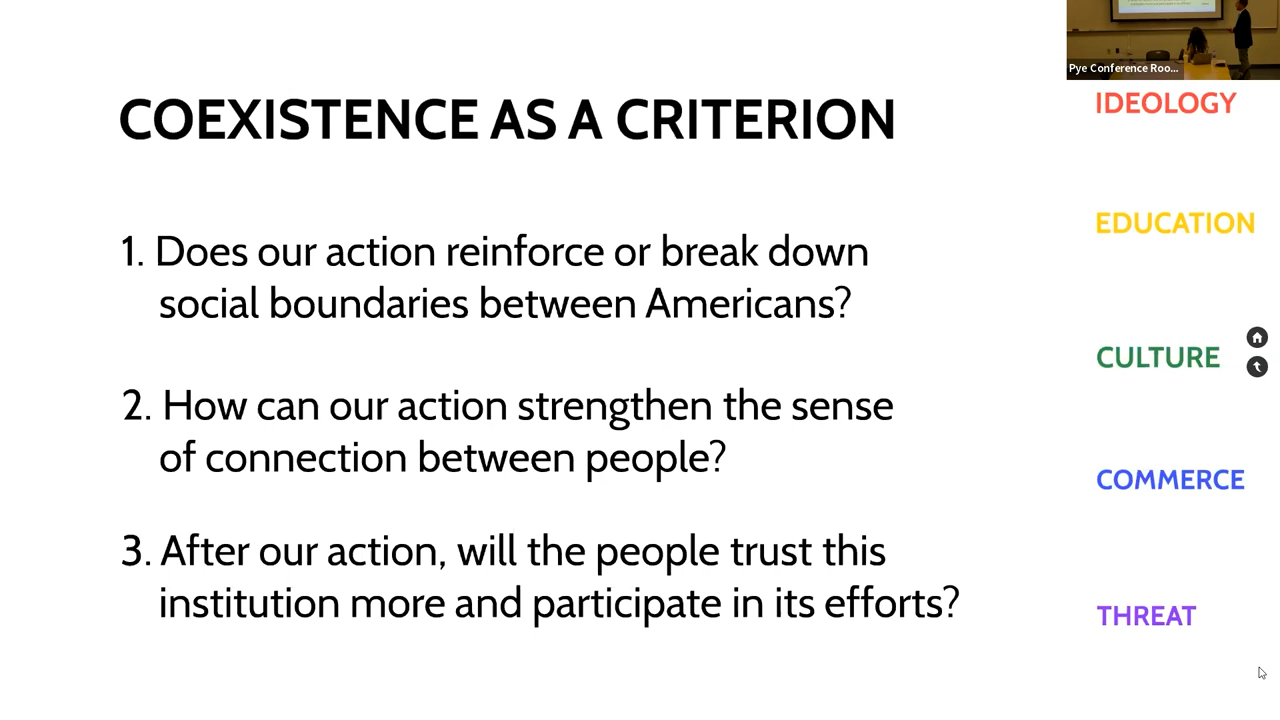 COEXISTENCE AS A CRITERION
1. Does our action reinforce or break down
social boundaries between Americans?
2. How can our action strengthen the sense
of connection between people?
3. After our action, will the people trust this
institution more and participate in its efforts?
Pye Conference Roo...
IDEOLOGY
EDUCATION
CULTURE
COMMERCE
THREAT